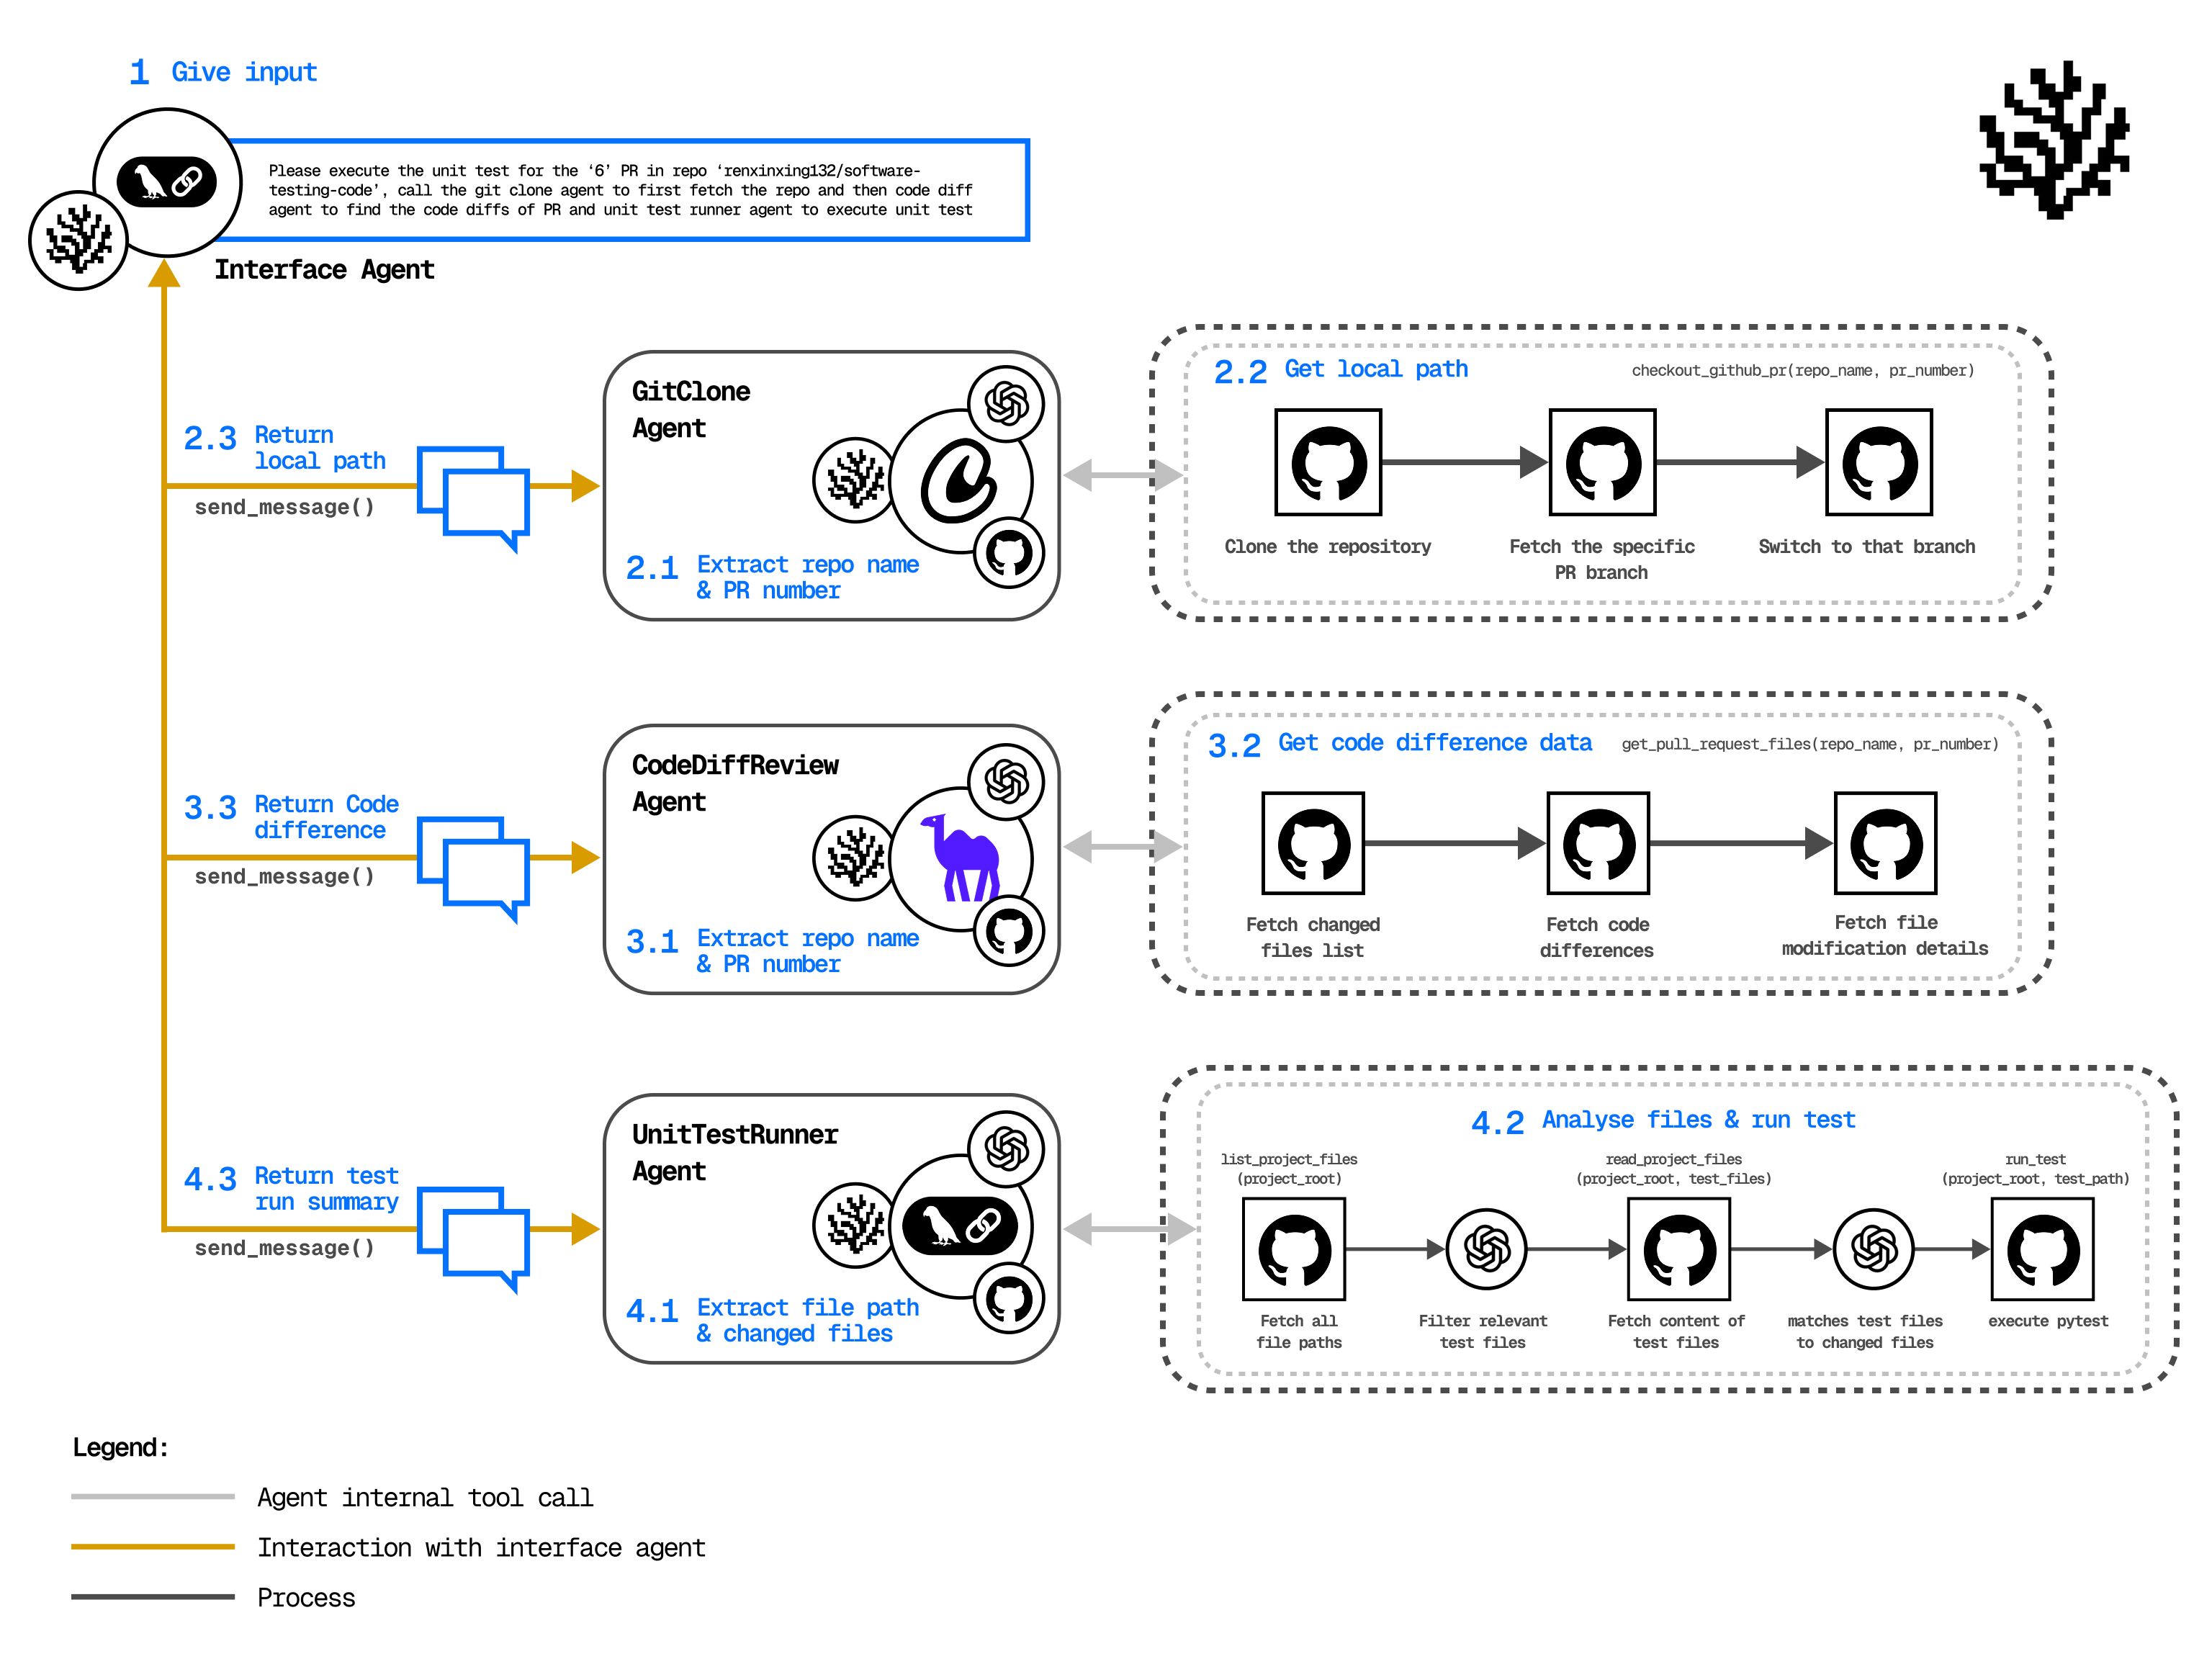 1 Give input
Please execute the unit test for the ‘6’ PR in repo ‘renxinxing132/software-
testing-code’, call the git clone agent to first fetch the repo and then code diff
agent to find the code diffs of PR and unit test runner agent to execute unit test
Interface Agent
2.3 Return
local path
send_message()
GitClone
Agent
2.1 Extract repo name
& PR number
2.2 Get local path
checkout_github_pr(repo_name, pr_number)
Clone the repository
Fetch the specific
PR branch
Switch to that branch
3.3 Return Code
difference
send_message()
CodeDiffReview
Agent
3.1 Extract repo name
& PR number
3.2 Get code difference data
get_pull_request_files(repo_name, pr_number)
Fetch changed
files list
Fetch code
differences
Fetch file
modification details
4.3 Return test
run summary
send_message()
UnitTestRunner
Agent
4.1 Extract file path
& changed files
4.2 Analyse files & run test
list_project_files
(project_root)
read_project_files
(project_root, test_files)
run_test
(project_root, test_path)
Fetch all
file paths
Filter relevant
test files
Fetch content of
test files
matches test files
to changed files
execute pytest
Legend:
Agent internal tool call
Interaction with interface agent
Process